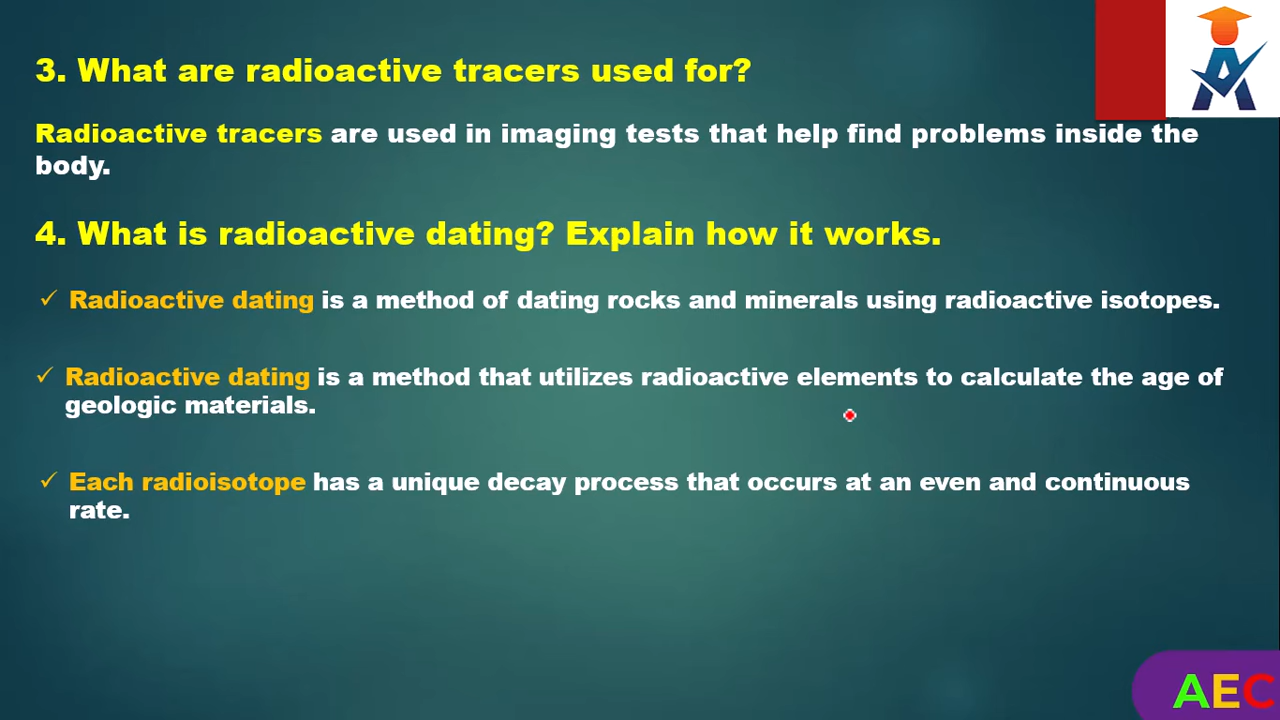 3. What are radioactive tracers used for?
Radioactive tracers are used in imaging tests that help find problems inside the
body.
4. What is radioactive dating? Explain how it works.
✓ Radioactive dating is a method of dating rocks and minerals using radioactive isotopes.
✓ Radioactive dating is a method that utilizes radioactive elements to calculate the age of
geologic materials.
✓ Each radioisotope has a unique decay process that occurs at an even and continuous
rate.
AEC